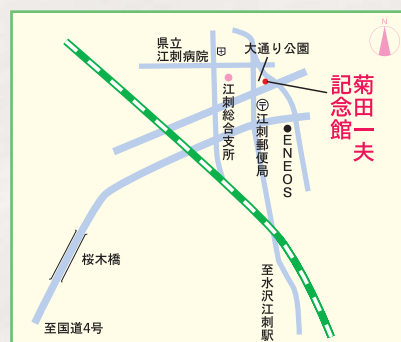 N
県立
江刺病院
大通り公園
菊田一夫
記念館
江刺総合支所
〒江刺郵便局
ENEOS
桜木橋
至水沢江刺駅
至国道4号